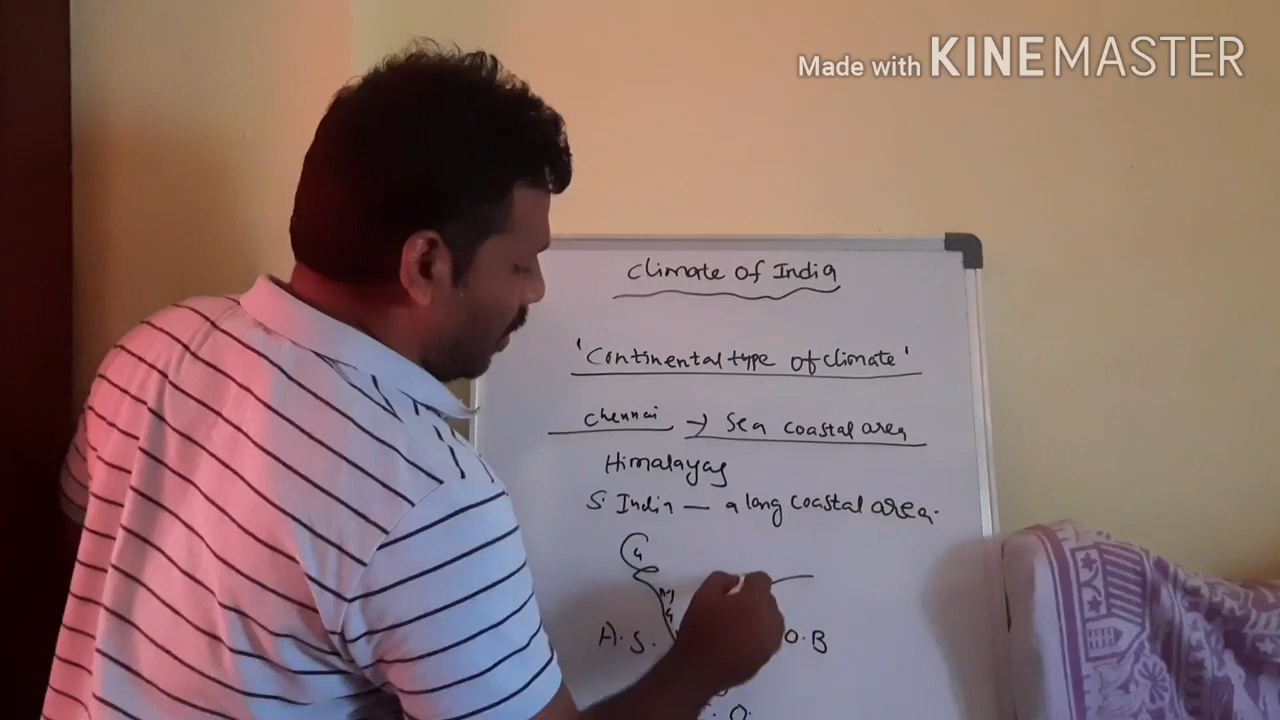 Made with KINEMASTER
Climate of India
'Continental type of climate'
Chennai → Sea coastal area
Himalayas
S. India — a long coastal area.
G
M
A.S.
O.B
O.